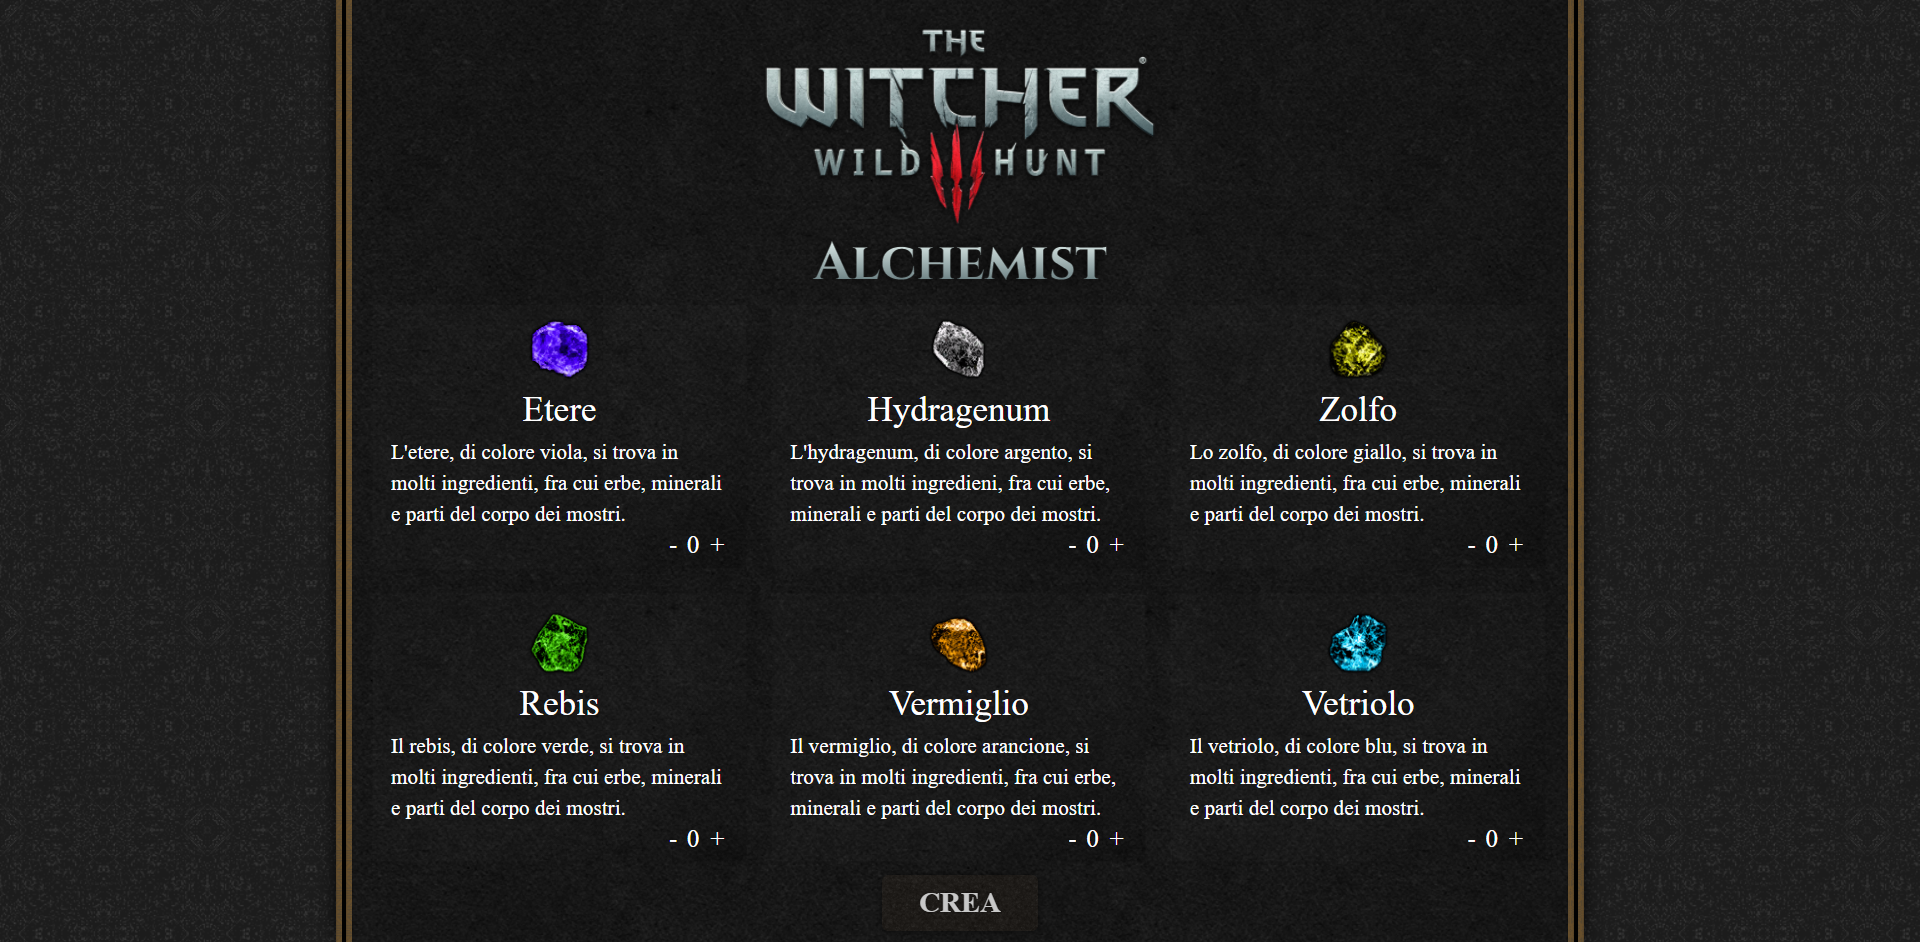 THE
WITCHER®
WILD HUNT
ALCHEMIST
Etere
L'etere, di colore viola, si trova in
molti ingredienti, fra cui erbe, minerali
e parti del corpo dei mostri.
- 0 +
Hydragenum
L'hydragenum, di colore argento, si
trova in molti ingredieni, fra cui erbe,
minerali e parti del corpo dei mostri.
- 0 +
Zolfo
Lo zolfo, di colore giallo, si trova in
molti ingredienti, fra cui erbe, minerali
e parti del corpo dei mostri.
- 0 +
Rebis
Il rebis, di colore verde, si trova in
molti ingredienti, fra cui erbe, minerali
e parti del corpo dei mostri.
- 0 +
Vermiglio
Il vermiglio, di colore arancione, si
trova in molti ingredienti, fra cui erbe,
minerali e parti del corpo dei mostri.
- 0 +
Vetriolo
Il vetriolo, di colore blu, si trova in
molti ingredienti, fra cui erbe, minerali
e parti del corpo dei mostri.
- 0 +
CREA